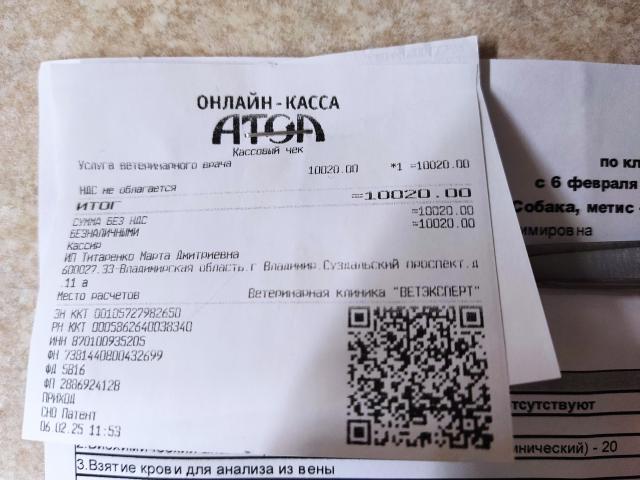 ОНЛАЙН-КАССА
АТОЛ
Кассовый чек
Услуга ветеринарного врача
10020.00 *1 =10020.00
НДС не облагается
ИТОГ =10020.00
СУММА БЕЗ НДС =10020.00
БЕЗНАЛИЧНЫМИ =10020.00
Кассир
ИП Титаренко Марта Дмитриевна
600027.33-Владимирская область.г Владимир.Суздальский проспект.д
.11 а
Место расчетов Ветеринарная клиника "ВЕТЭКСПЕРТ"
ЗН ККТ 00105727982650
РН ККТ 0005862640038340
ИНН 870100935205
ФН 7381440800432699
ФД 5816
ФП 2886924128
ПРИХОД
СНО Патент
06.02.25 11:53
по кл
с 6 февраля
Собака, метис -
имировна
тсутствуют
инический) - 20
3.Взятие крови для анализа из вены